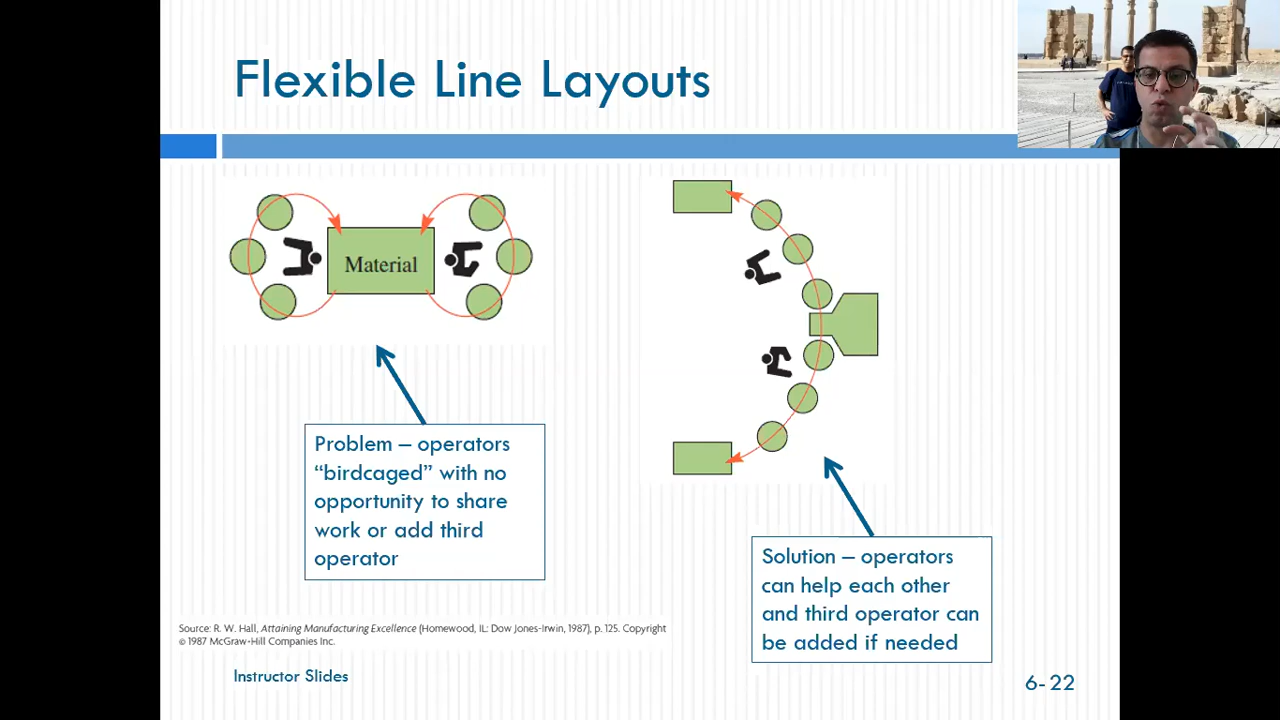 Flexible Line Layouts
Material
Problem – operators
“birdcaged” with no
opportunity to share
work or add third
operator
Solution – operators
can help each other
and third operator can
be added if needed
Source: R. W. Hall, Attaining Manufacturing Excellence (Homewood, IL: Dow Jones-Irwin, 1987), p. 125. Copyright
© 1987 McGraw-Hill Companies Inc.
Instructor Slides
6-22